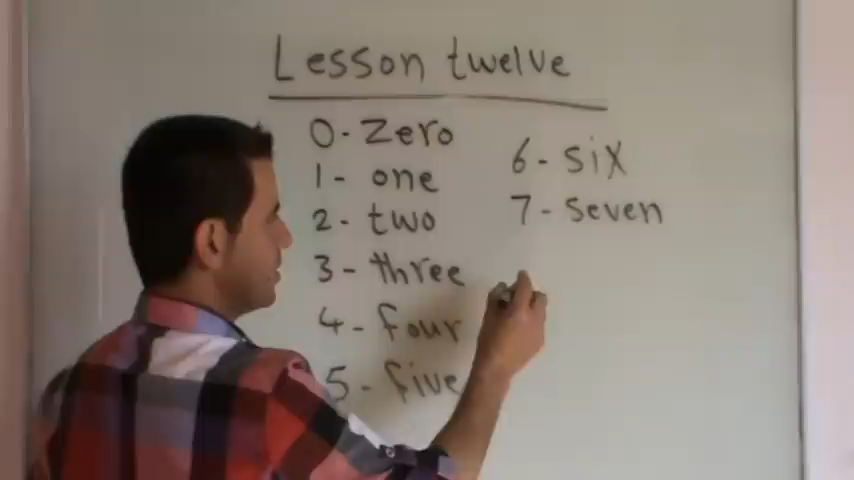 Lesson twelve
0- Zero
1- one
2- two
3- three
4- four
5- five
6- six
7- seven